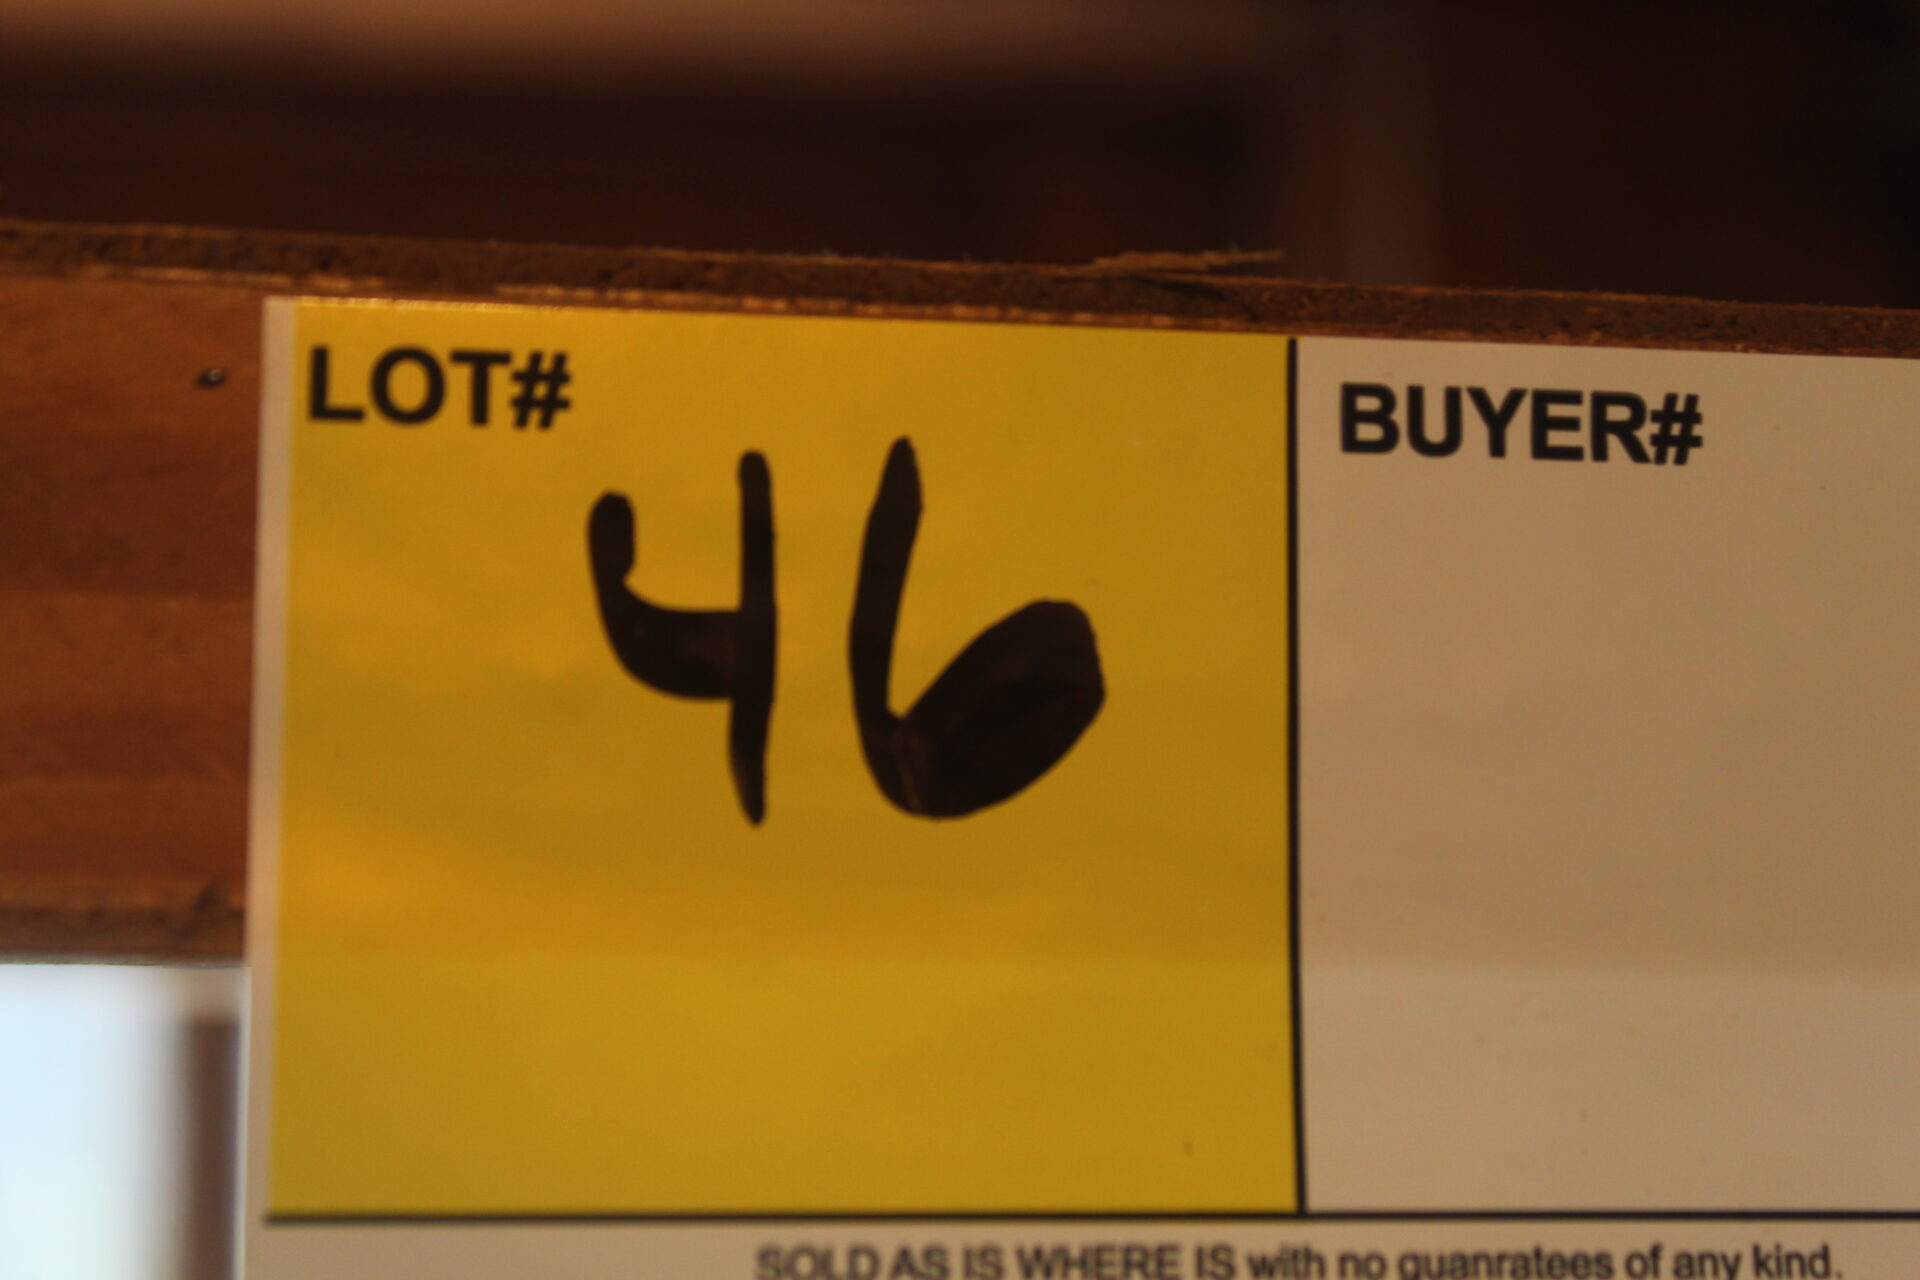 LOT# BUYER#
46
SOLD AS IS WHERE IS with no guanratees of any kind.